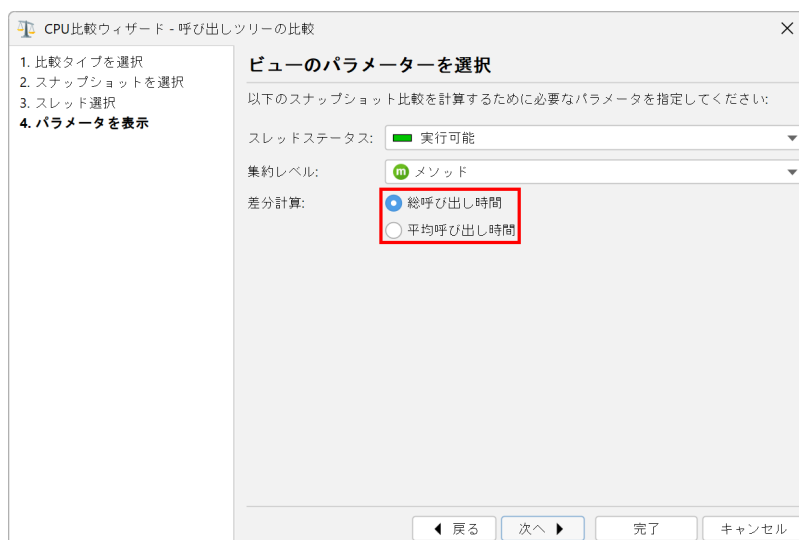 CPU比較ウィザード - 呼び出しツリーの比較
1. 比較タイプを選択
2. スナップショットを選択
3. スレッド選択
4. パラメータを表示
ビューのパラメーターを選択
以下のスナップショット比較を計算するために必要なパラメータを指定してください:
スレッドステータス: 実行可能
集約レベル: m メソッド
差分計算: 総呼び出し時間
平均呼び出し時間
戻る 次へ 完了 キャンセル